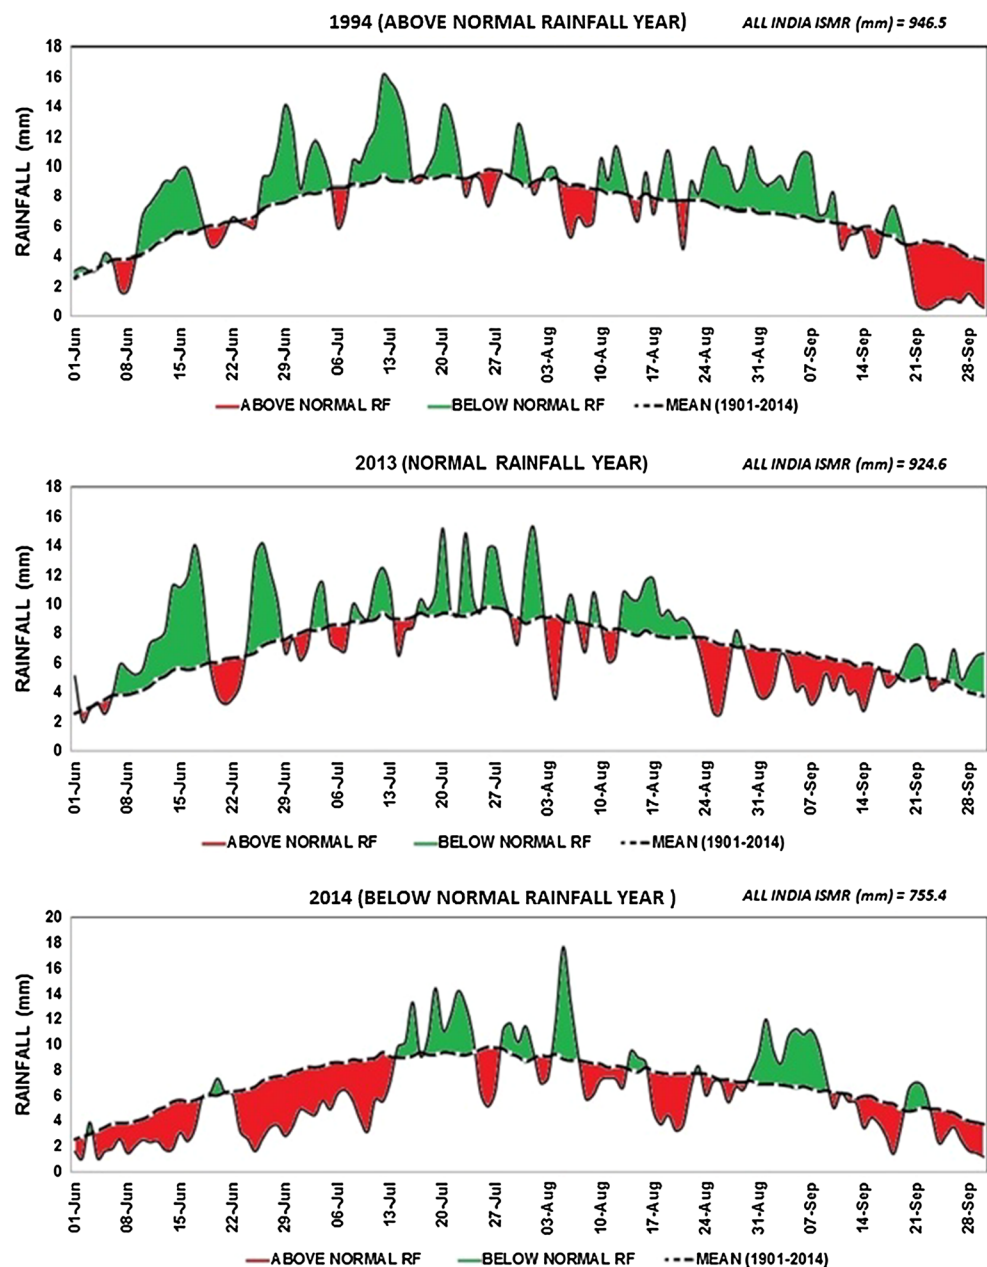 1994 (ABOVE NORMAL RAINFALL YEAR) ALL INDIA ISMR (mm) = 946.5
RAINFALL (mm)
18
16
14
12
10
8
6
4
2
0
01-Jun 08-Jun 15-Jun 22-Jun 29-Jun 06-Jul 13-Jul 20-Jul 27-Jul 03-Aug 10-Aug 17-Aug 24-Aug 31-Aug 07-Sep 14-Sep 21-Sep 28-Sep
ABOVE NORMAL RF BELOW NORMAL RF MEAN (1901-2014)
2013 (NORMAL RAINFALL YEAR) ALL INDIA ISMR (mm) = 924.6
RAINFALL (mm)
18
16
14
12
10
8
6
4
2
0
01-Jun 08-Jun 15-Jun 22-Jun 29-Jun 06-Jul 13-Jul 20-Jul 27-Jul 03-Aug 10-Aug 17-Aug 24-Aug 31-Aug 07-Sep 14-Sep 21-Sep 28-Sep
ABOVE NORMAL RF BELOW NORMAL RF MEAN (1901-2014)
2014 (BELOW NORMAL RAINFALL YEAR ) ALL INDIA ISMR (mm) = 755.4
RAINFALL (mm)
20
18
16
14
12
10
8
6
4
2
0
01-Jun 08-Jun 15-Jun 22-Jun 29-Jun 06-Jul 13-Jul 20-Jul 27-Jul 03-Aug 10-Aug 17-Aug 24-Aug 31-Aug 07-Sep 14-Sep 21-Sep 28-Sep
ABOVE NORMAL RF BELOW NORMAL RF MEAN (1901-2014)